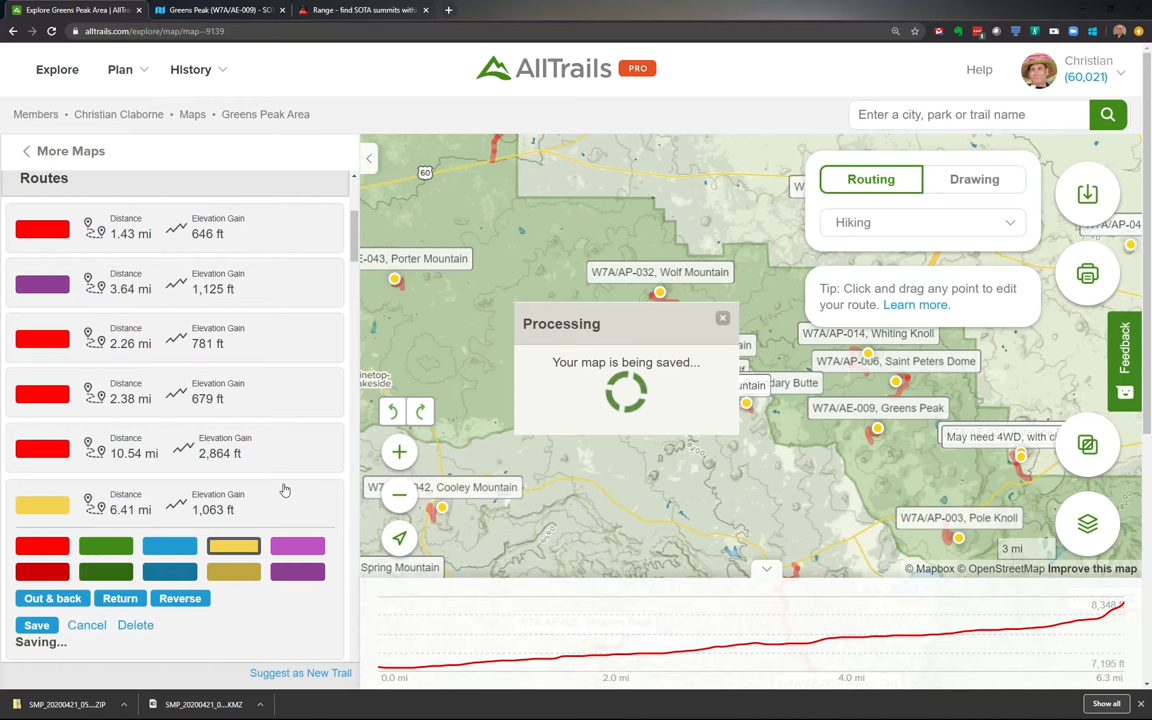 Explore Greens Peak Area | AllTra
Greens Peak (W7A/AE-009) - SO
Range - find SOTA summits with
alltrails.com/explore/map/map--9139
Explore
Plan
History
AllTrails
PRO
Help
Christian
(60,021)
Members
Christian Claborne
Maps
Greens Peak Area
Enter a city, park or trail name
More Maps
Routes
Distance
1.43 mi
Elevation Gain
646 ft
Distance
3.64 mi
Elevation Gain
1,125 ft
Distance
2.26 mi
Elevation Gain
781 ft
Distance
2.38 mi
Elevation Gain
679 ft
Distance
10.54 mi
Elevation Gain
2,864 ft
Distance
6.41 mi
Elevation Gain
1,063 ft
Out & back
Return
Reverse
Save
Cancel
Delete
Saving...
Suggest as New Trail
60
E-043, Porter Mountain
W7A/AP-032, Wolf Mountain
Routing
Drawing
Hiking
Tip: Click and drag any point to edit
your route. Learn more.
A/AP-04
Processing
Your map is being saved...
W7A/AP-014, Whiting Knoll
W7A/AP-006, Saint Peters Dome
dary Butte
W7A/AE-009, Greens Peak
May need 4WD, with c
042, Cooley Mountain
W7A/AP-003, Pole Knoll
Spring Mountain
3 mi
© Mapbox © OpenStreetMap Improve this map
Feedback
8,348 ft
7,195 ft
0.0 mi
2.0 mi
4.0 mi
6.3 mi
SMP_20200421_05....ZIP
SMP_20200421_0....KMZ
Show all